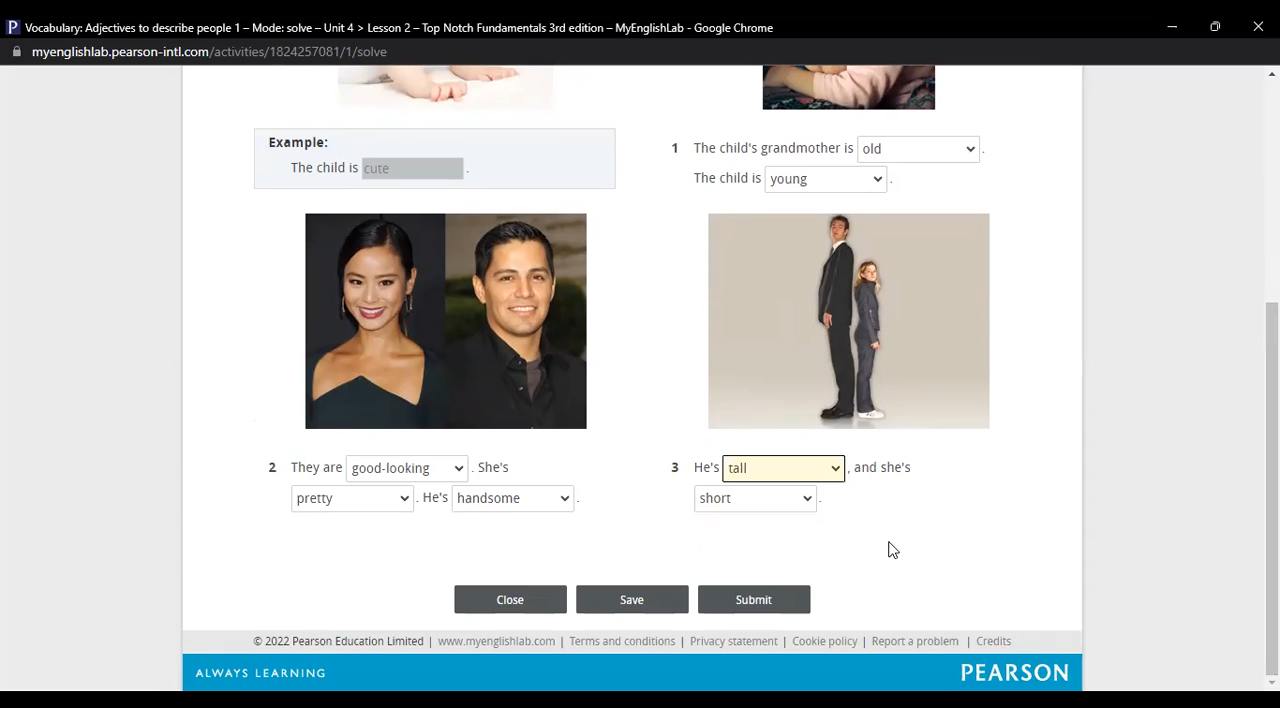 Vocabulary: Adjectives to describe people 1 – Mode: solve – Unit 4 > Lesson 2 – Top Notch Fundamentals 3rd edition – MyEnglishLab - Google Chrome
myenglishlab.pearson-intl.com/activities/1824257081/1/solve
Example:
The child is cute .
1 The child's grandmother is old .
The child is young .
2 They are good-looking . She's
pretty . He's handsome .
3 He's tall , and she's
short .
Close Save Submit
© 2022 Pearson Education Limited | www.myenglishlab.com | Terms and conditions | Privacy statement | Cookie policy | Report a problem | Credits
ALWAYS LEARNING PEARSON